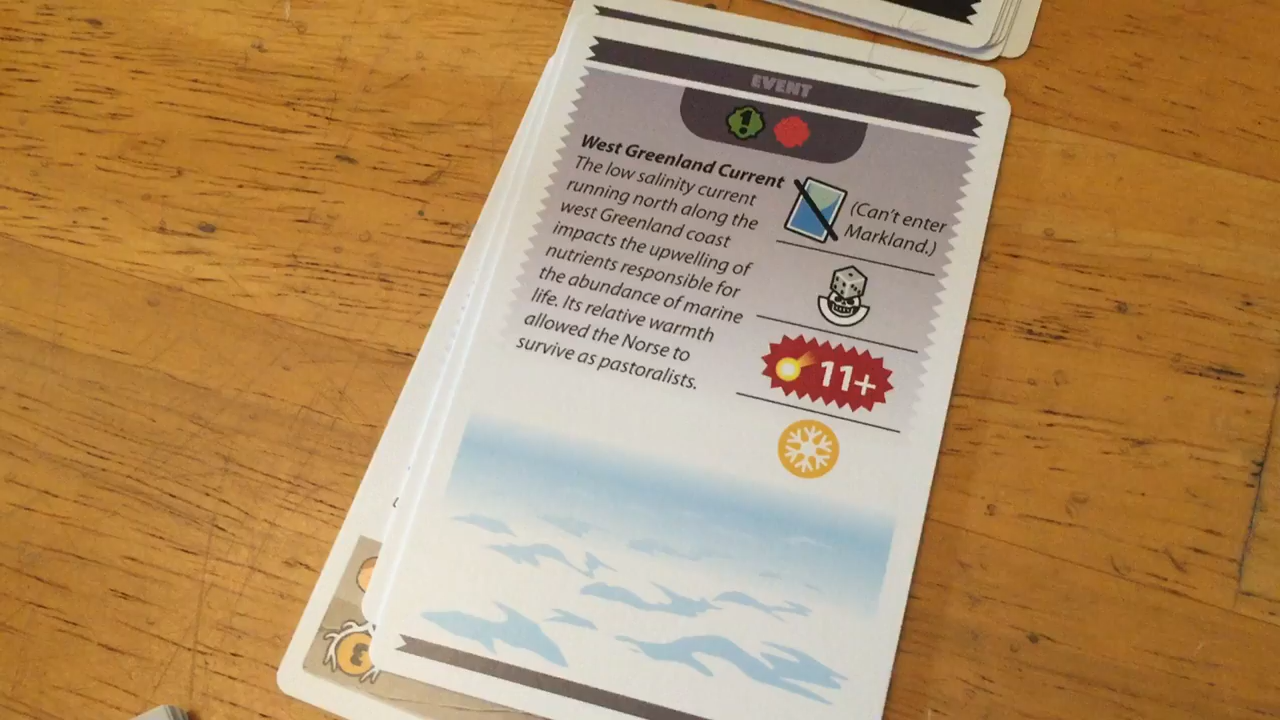 EVENT
!
West Greenland Current
The low salinity current
running north along the
west Greenland coast
impacts the upwelling of
nutrients responsible for
the abundance of marine
life. Its relative warmth
allowed the Norse to
survive as pastoralists.
(Can't enter
Markland.)
11+